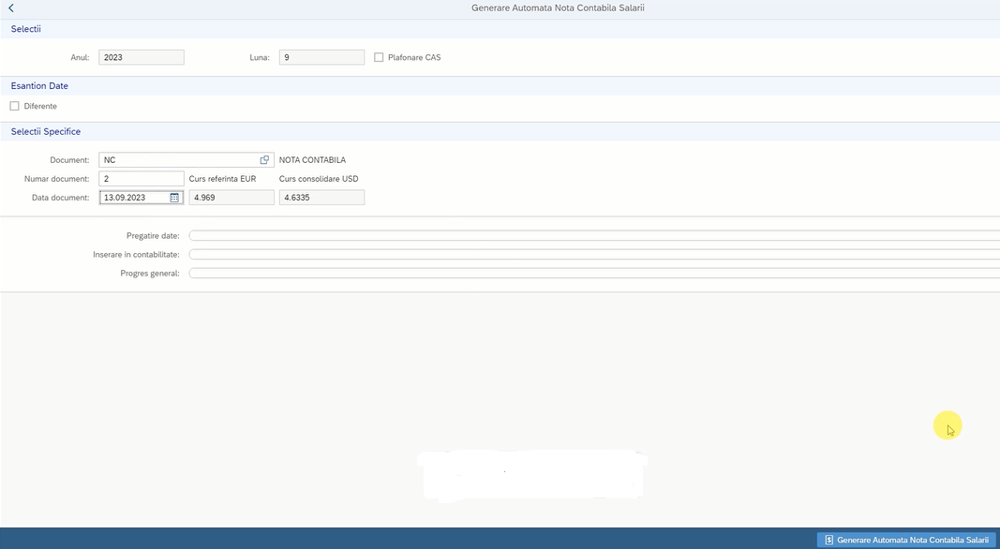 Generare Automata Nota Contabila Salarii
Selectii
Anul: 2023 Luna: 9 Plafonare CAS
Esantion Date
Diferente
Selectii Specifice
Document: NC NOTA CONTABILA
Numar document: 2 Curs referinta EUR Curs consolidare USD
Data document: 13.09.2023 4.969 4.6335
Pregatire date:
Inserare in contabilitate:
Progres general:
Generare Automata Nota Contabila Salarii